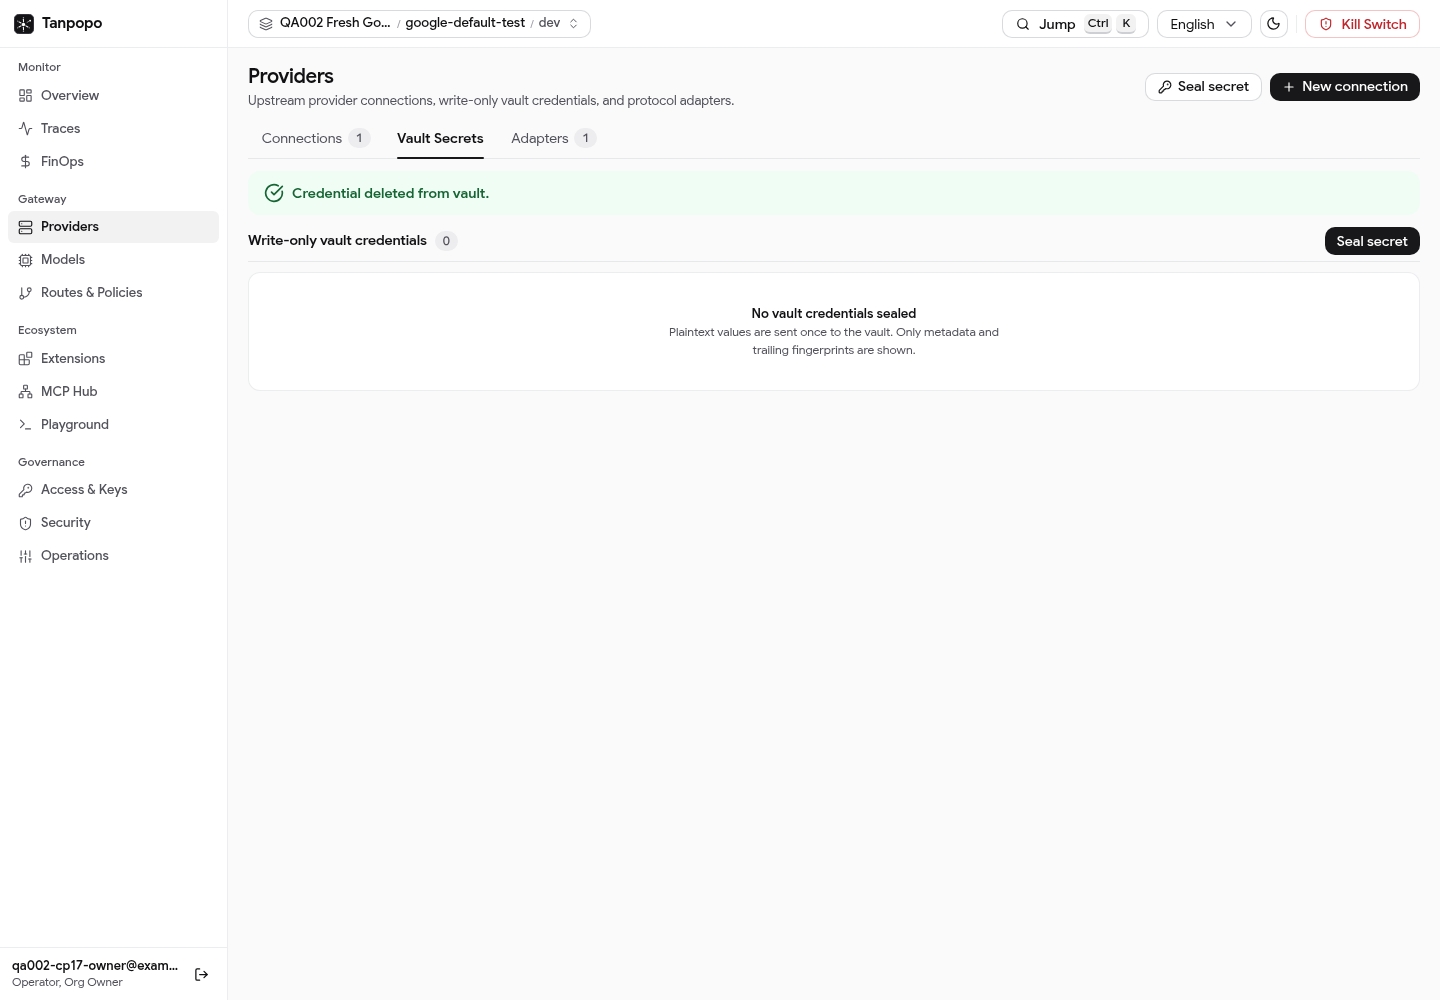 Tanpopo
Monitor
Overview
Traces
FinOps
Gateway
Providers
Models
Routes & Policies
Ecosystem
Extensions
MCP Hub
Playground
Governance
Access & Keys
Security
Operations
qa002-cp17-owner@exam...
Operator, Org Owner
QA002 Fresh Go... / google-default-test / dev
Jump Ctrl K
English
Kill Switch
Providers
Upstream provider connections, write-only vault credentials, and protocol adapters.
Seal secret
New connection
Connections 1
Vault Secrets
Adapters 1
Credential deleted from vault.
Write-only vault credentials 0
Seal secret
No vault credentials sealed
Plaintext values are sent once to the vault. Only metadata and
trailing fingerprints are shown.